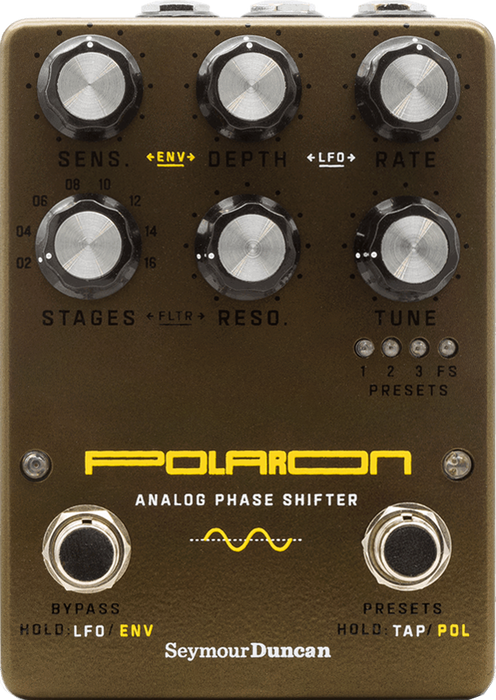 SENS. ←ENV→ DEPTH ←LFO→ RATE
08 10
06 12
04 14
02 16
STAGES ←FLTR→ RESO. TUNE
1 2 3 FS
PRESETS
POLARON
ANALOG PHASE SHIFTER
BYPASS PRESETS
HOLD: LFO/ ENV HOLD: TAP/ POL
SeymourDuncan